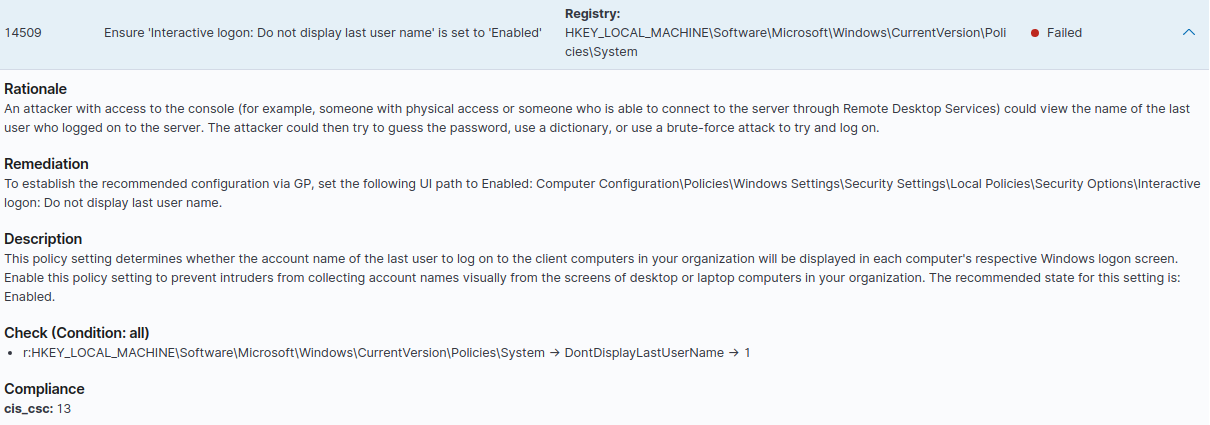 14509
Ensure 'Interactive logon: Do not display last user name' is set to 'Enabled'
Registry:
HKEY_LOCAL_MACHINE\Software\Microsoft\Windows\CurrentVersion\Poli
cies\System
Failed
Rationale
An attacker with access to the console (for example, someone with physical access or someone who is able to connect to the server through Remote Desktop Services) could view the name of the last
user who logged on to the server. The attacker could then try to guess the password, use a dictionary, or use a brute-force attack to try and log on.
Remediation
To establish the recommended configuration via GP, set the following UI path to Enabled: Computer Configuration\Policies\Windows Settings\Security Settings\Local Policies\Security Options\Interactive
logon: Do not display last user name.
Description
This policy setting determines whether the account name of the last user to log on to the client computers in your organization will be displayed in each computer's respective Windows logon screen.
Enable this policy setting to prevent intruders from collecting account names visually from the screens of desktop or laptop computers in your organization. The recommended state for this setting is:
Enabled.
Check (Condition: all)
• r:HKEY_LOCAL_MACHINE\Software\Microsoft\Windows\CurrentVersion\Policies\System → DontDisplayLastUserName → 1
Compliance
cis_csc: 13